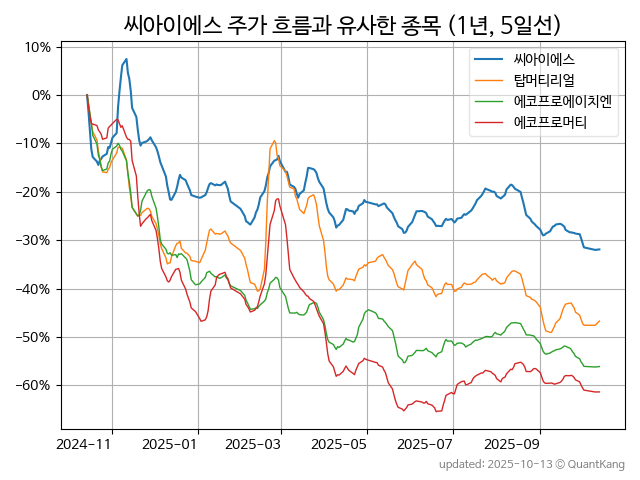 씨아이에스 주가 흐름과 유사한 종목 (1년, 5일선)
10%
0%
−10%
−20%
−30%
−40%
−50%
−60%
씨아이에스
탑머티리얼
에코프로에이치엔
에코프로머티
2024−11
2025−01
2025−03
2025−05
2025−07
2025−09
updated: 2025-10-13 ⓒ QuantKang